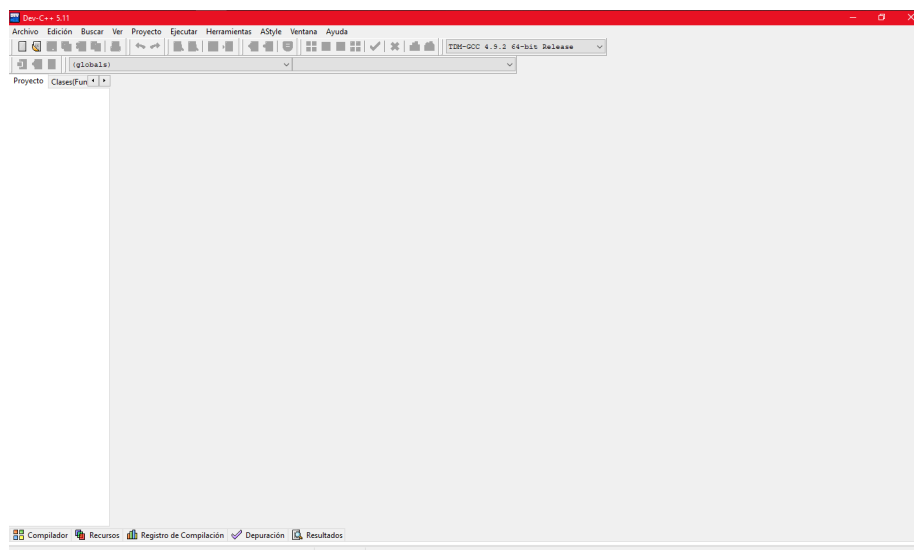 Dev-C++ 5.11
Archivo Edición Buscar Ver Proyecto Ejecutar Herramientas AStyle Ventana Ayuda
TDM-GCC 4.9.2 64-bit Release
(globals)
Proyecto Clases(Fun
Compilador Recursos Registro de Compilación Depuración Resultados